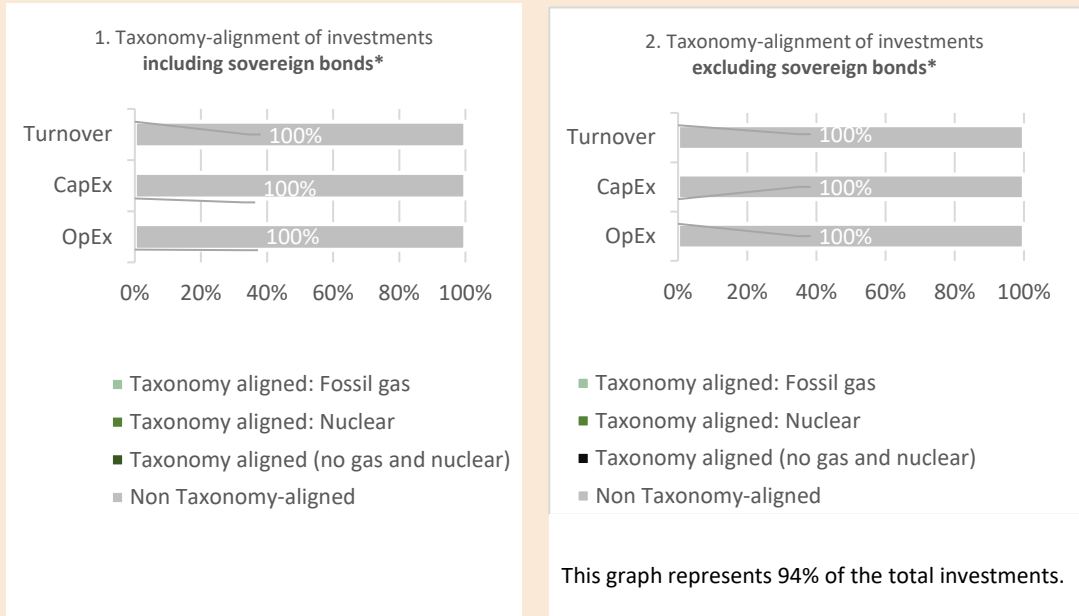 1. Taxonomy-alignment of investments
including sovereign bonds*
Turnover
100%
CapEx
100%
OpEx
100%
0% 20% 40% 60% 80% 100%
Taxonomy aligned: Fossil gas
Taxonomy aligned: Nuclear
Taxonomy aligned (no gas and nuclear)
Non Taxonomy-aligned
2. Taxonomy-alignment of investments
excluding sovereign bonds*
Turnover
100%
CapEx
100%
OpEx
100%
0% 20% 40% 60% 80% 100%
Taxonomy aligned: Fossil gas
Taxonomy aligned: Nuclear
Taxonomy aligned (no gas and nuclear)
Non Taxonomy-aligned
This graph represents 94% of the total investments.